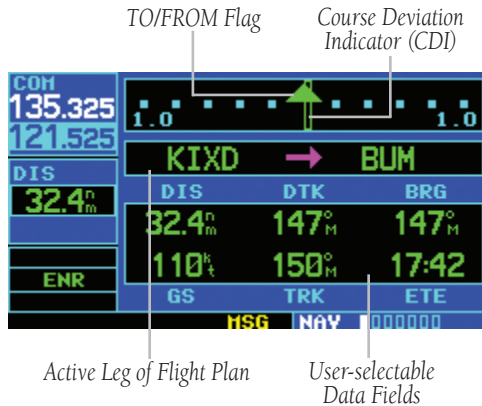 TO/FROM Flag
Course Deviation
Indicator (CDI)
COM
135.325
121.525
1.0 1.0
KIXD → BUM
DIS
32.4nm
DIS DTK BRG
32.4nm 147°M 147°M
110kt 150°M 17:42
GS TRK ETE
ENR
MSG NAV
Active Leg of Flight Plan
User-selectable
Data Fields